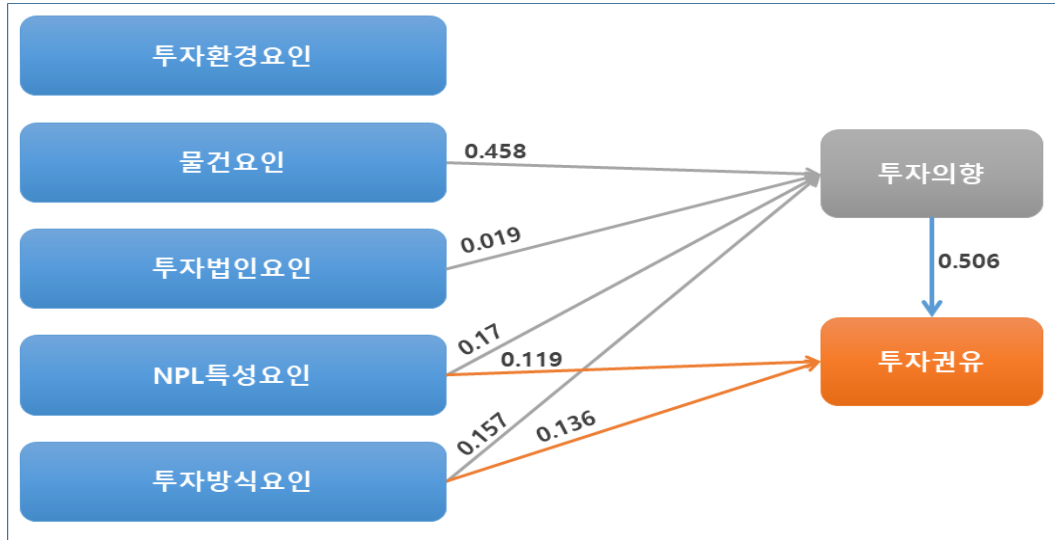 투자환경요인
물건요인
0.458
투자의향
투자법인요인
0.019
0.506
NPL특성요인
0.17
0.119
투자권유
투자방식요인
0.157
0.136